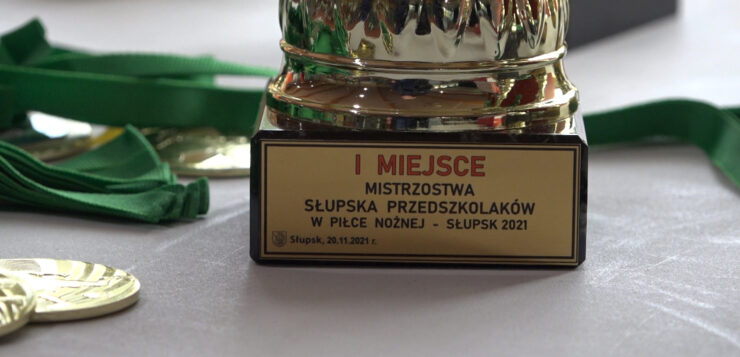 I MIEJSCE
MISTRZOSTWA
SŁUPSKA PRZEDSZKOLAKÓW
W PIŁCE NOŻNEJ - SŁUPSK 2021
Słupsk, 20.11.2021 r.